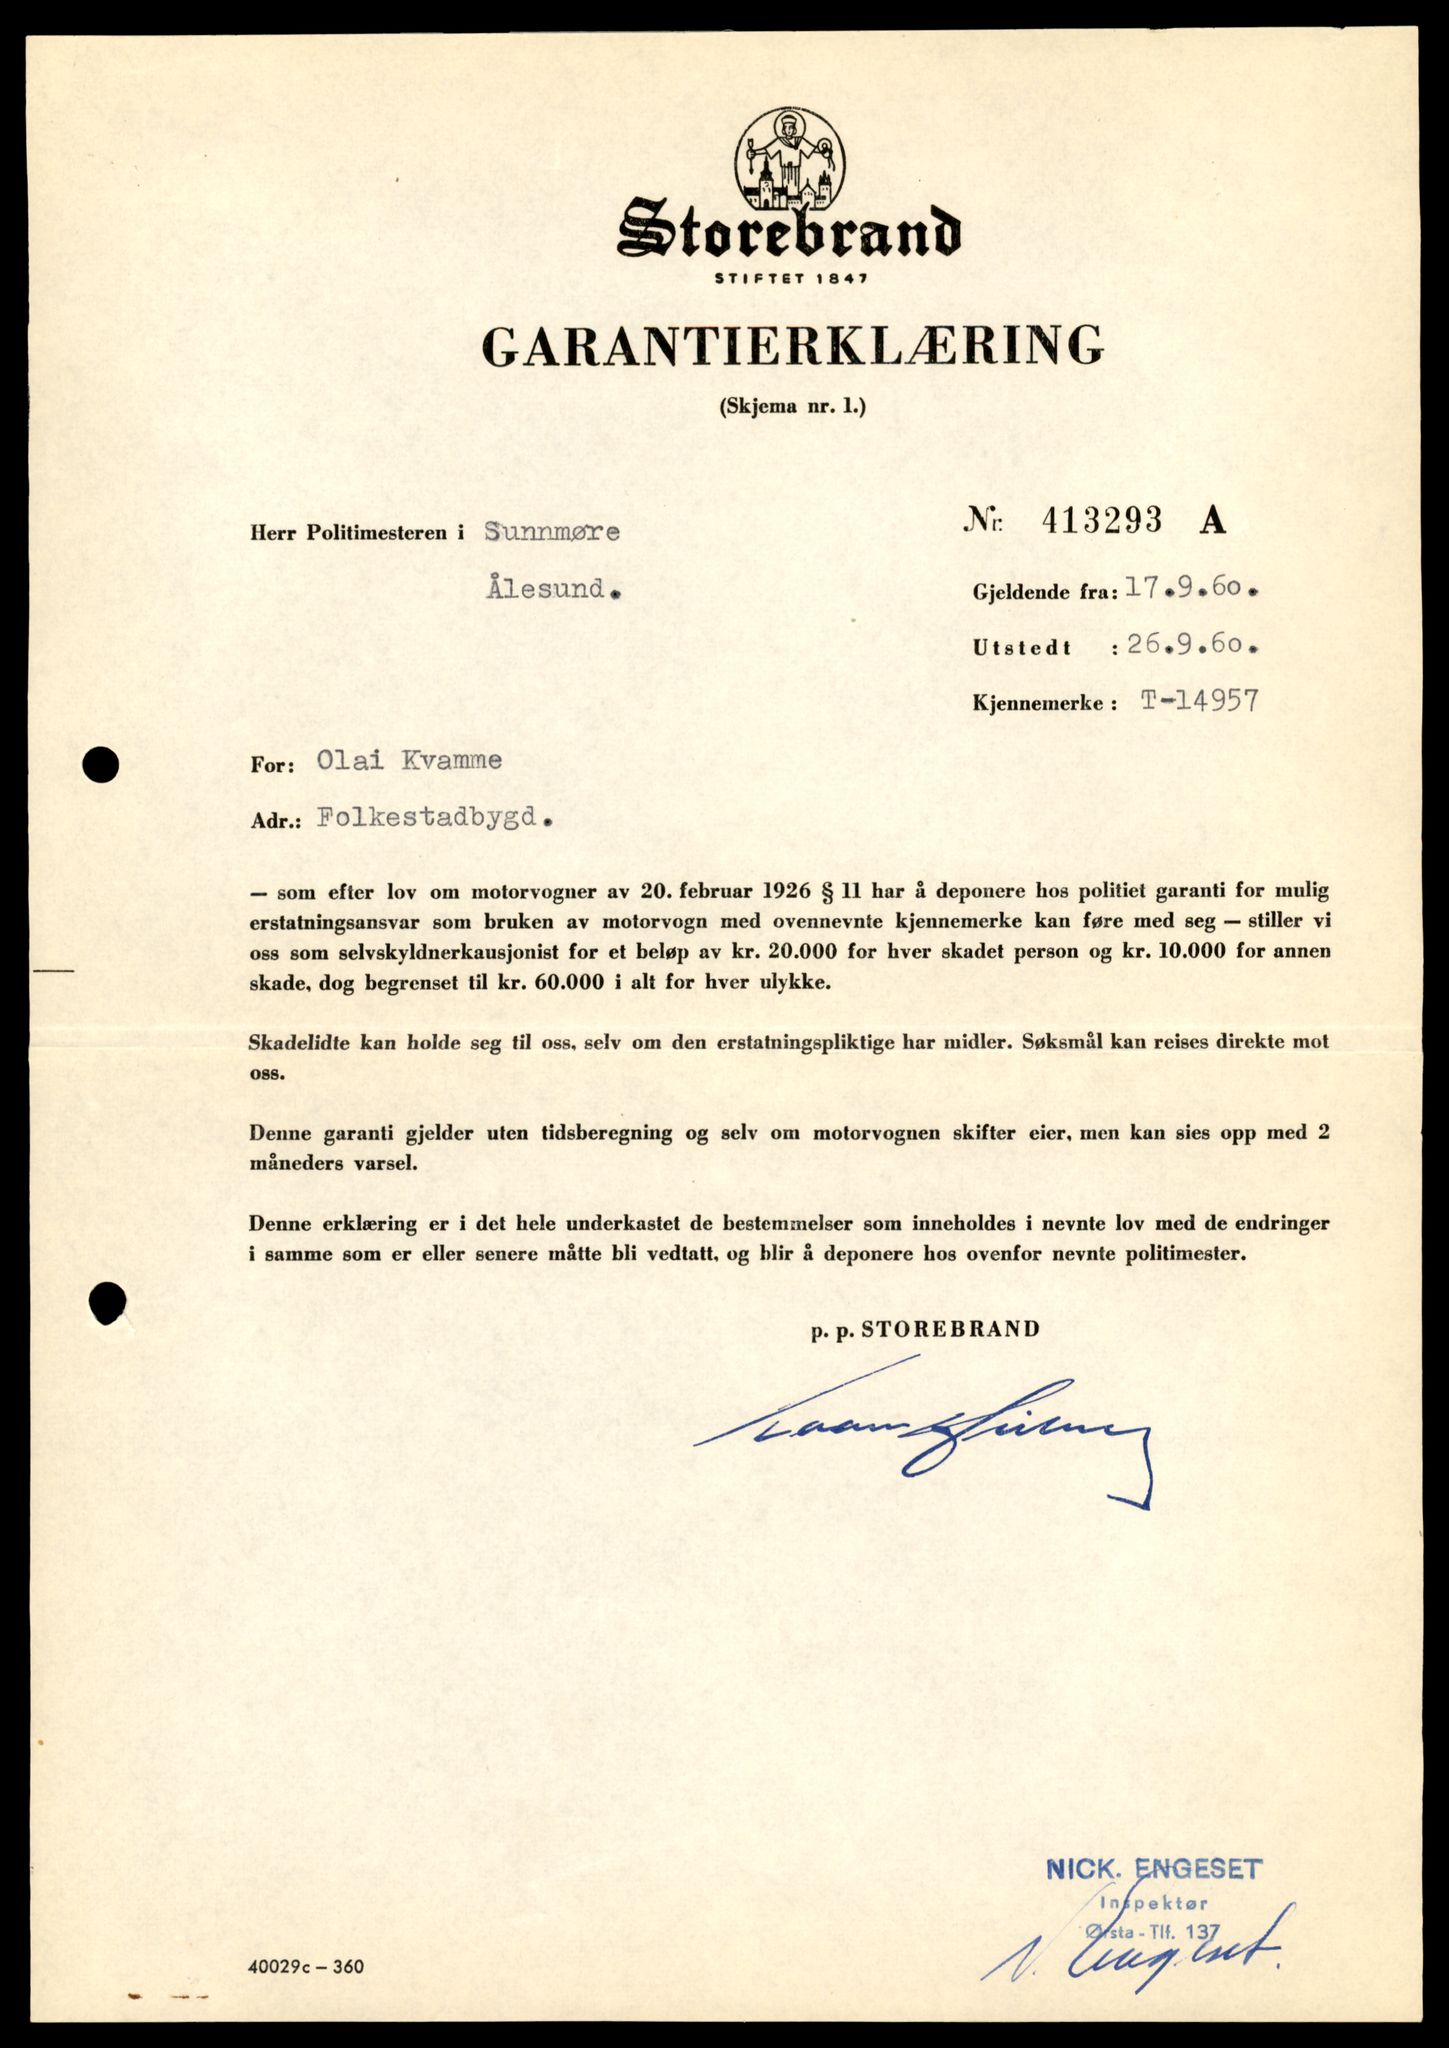 Storebrand
STIFTET 1847
GARANTIERKLÆRING
(Skjema nr. 1.)
Herr Politimesteren i Sunnmøre
Ålesund.
Nr. 413293 A
Gjeldende fra: 17.9.60.
Utstedt : 26.9.60.
Kjennemerke : T-14957
For: Olai Kvamme
Adr.: Folkestadbygd.
— som efter lov om motorvogner av 20. februar 1926 § 11 har å deponere hos politiet garanti for mulig
erstatningsansvar som bruken av motorvogn med ovennevnte kjennemerke kan føre med seg — stiller vi
oss som selvskyldnerkausjonist for et beløp av kr. 20.000 for hver skadet person og kr. 10.000 for annen
skade, dog begrenset til kr. 60.000 i alt for hver ulykke.
Skadelidte kan holde seg til oss, selv om den erstatningspliktige har midler. Søksmål kan reises direkte mot
oss.
Denne garanti gjelder uten tidsberegning og selv om motorvognen skifter eier, men kan sies opp med 2
måneders varsel.
Denne erklæring er i det hele underkastet de bestemmelser som inneholdes i nevnte lov med de endringer
i samme som er eller senere måtte bli vedtatt, og blir å deponere hos ovenfor nevnte politimester.
p. p. STOREBRAND
NICK. ENGESET
Inspektør
Ørsta - Tlf. 137
N. Engeset.
40029c – 360